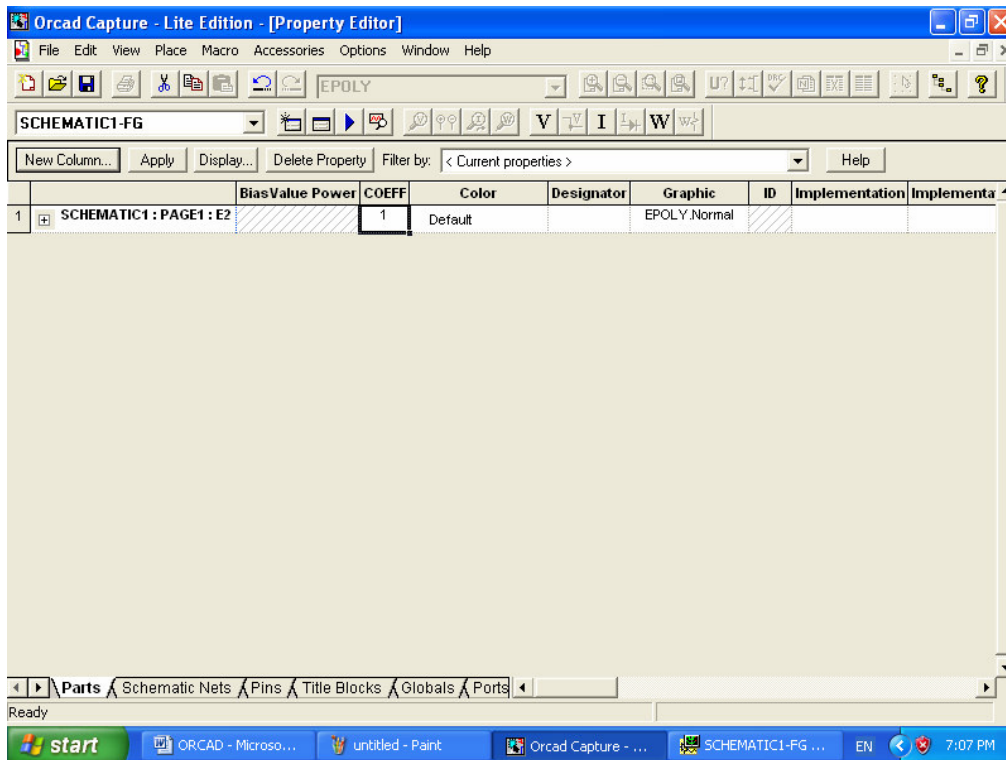 Orcad Capture - Lite Edition - [Property Editor]
File Edit View Place Macro Accessories Options Window Help
EPOLY U?
SCHEMATIC1-FG V I W
New Column... Apply Display... Delete Property Filter by: < Current properties > Help
BiasValue Power COEFF Color Designator Graphic ID Implementation Implementa
1 SCHEMATIC1 : PAGE1 : E2 1 Default EPOLY.Normal
Parts Schematic Nets Pins Title Blocks Globals Ports
Ready
start ORCAD - Microso... untitled - Paint Orcad Capture - ... SCHEMATIC1-FG ... EN 7:07 PM